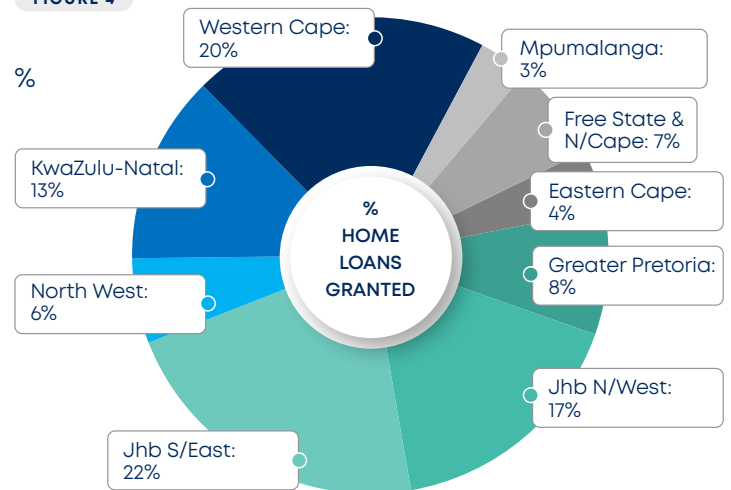 FIGURE 4
%
Western Cape:
20%
Mpumalanga:
3%
Free State &
N/Cape: 7%
Eastern Cape:
4%
Greater Pretoria:
8%
Jhb N/West:
17%
Jhb S/East:
22%
North West:
6%
KwaZulu-Natal:
13%
%
HOME
LOANS
GRANTED